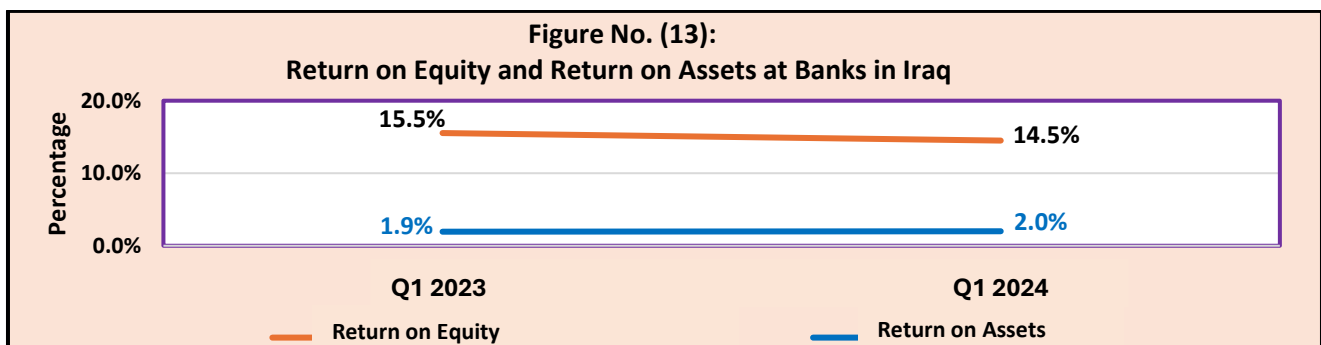 Figure No. (13):
Return on Equity and Return on Assets at Banks in Iraq
Percentage
20.0%
10.0%
0.0%
15.5%
14.5%
1.9%
2.0%
Q1 2023
Q1 2024
Return on Equity
Return on Assets